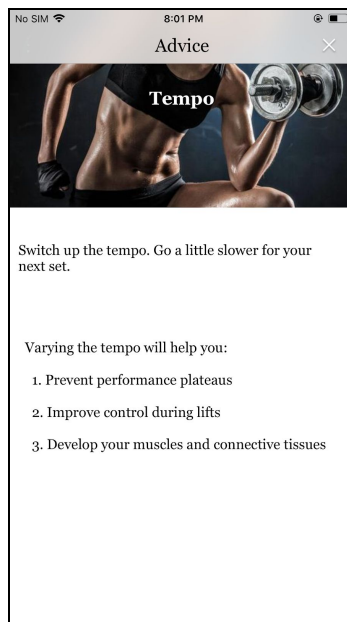 No SIM 8:01 PM
Advice
Tempo
Switch up the tempo. Go a little slower for your
next set.
Varying the tempo will help you:
1. Prevent performance plateaus
2. Improve control during lifts
3. Develop your muscles and connective tissues